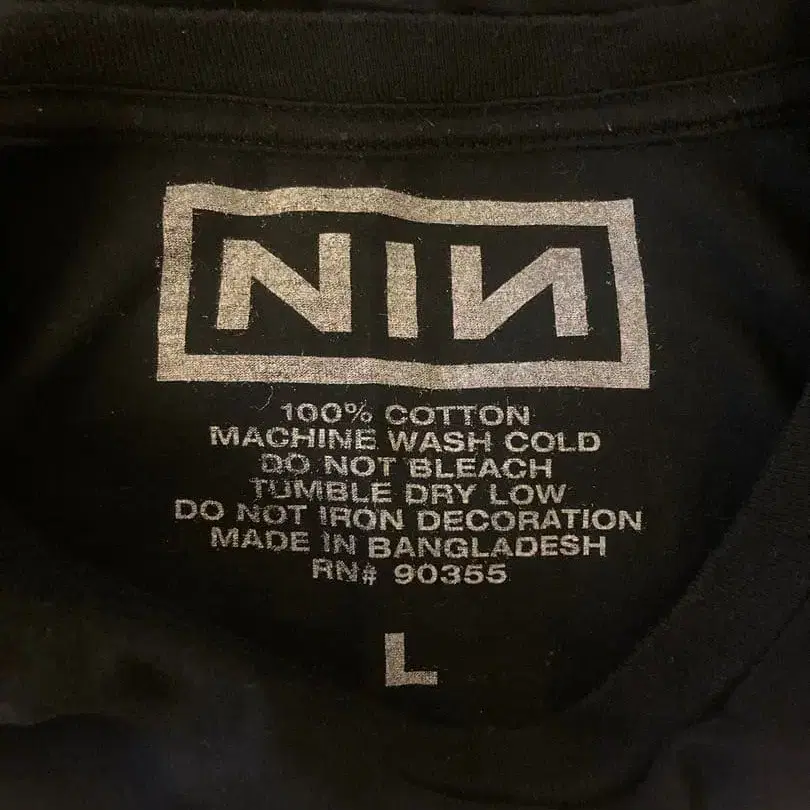 NIИ
100% COTTON
MACHINE WASH COLD
DO NOT BLEACH
TUMBLE DRY LOW
DO NOT IRON DECORATION
MADE IN BANGLADESH
RN# 90355
L